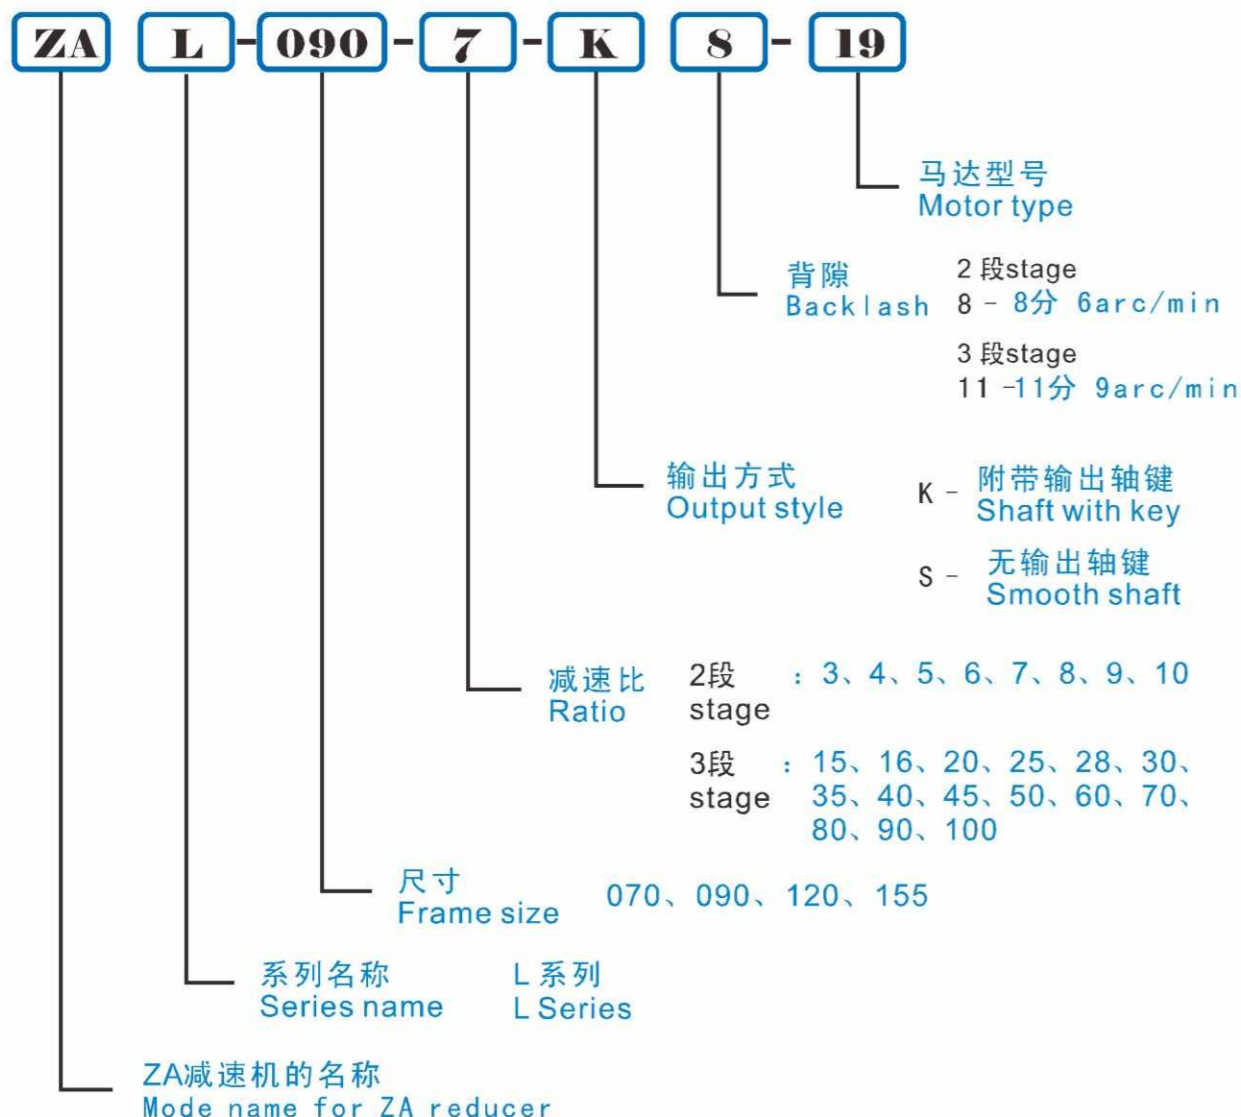 ZA L-090-7-K 8-19
马达型号
Motor type
背隙
Backlash
2 段stage
8 - 8分 6arc/min
3 段stage
11 -11分 9arc/min
输出方式
Output style
K - 附带输出轴键
Shaft with key
S - 无输出轴键
Smooth shaft
减速比
Ratio
2段 : 3、4、5、6、7、8、9、10
stage
3段 : 15、16、20、25、28、30、
stage 35、40、45、50、60、70、
80、90、100
尺寸
Frame size
070、090、120、155
系列名称
Series name
L 系列
L Series
ZA减速机的名称
Mode name for ZA reducer